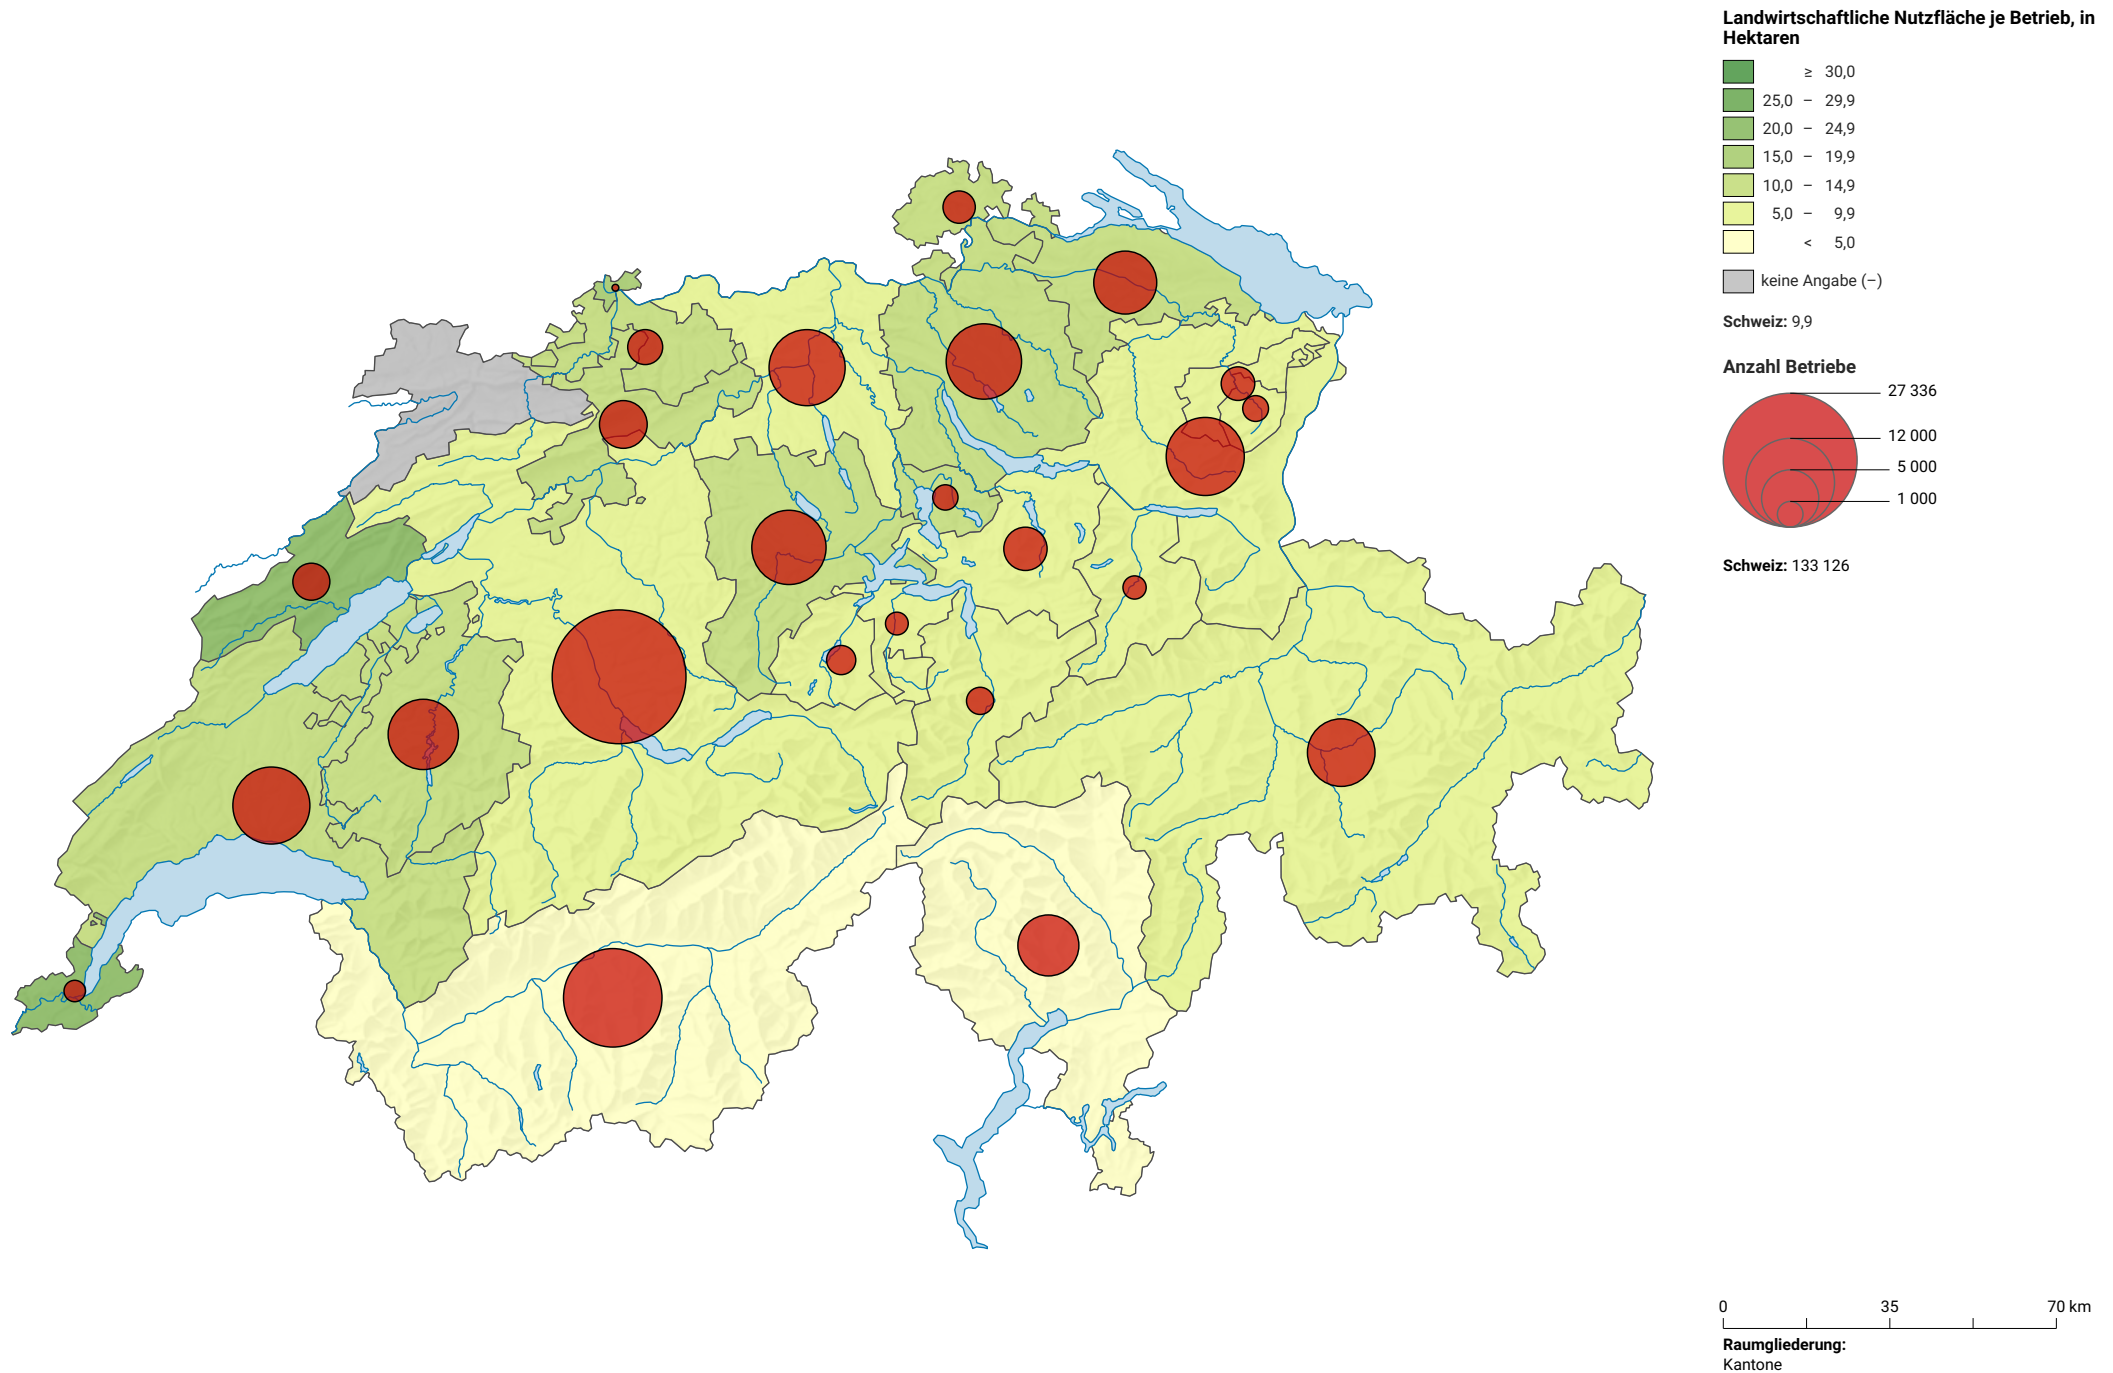 Landwirtschaftliche Nutzfläche je Betrieb, in
Hektaren
≥ 30,0
25,0 – 29,9
20,0 – 24,9
15,0 – 19,9
10,0 – 14,9
5,0 – 9,9
< 5,0
keine Angabe (–)
Schweiz: 9,9
Anzahl Betriebe
27 336
12 000
5 000
1 000
Schweiz: 133 126
0 35 70 km
Raumgliederung:
Kantone